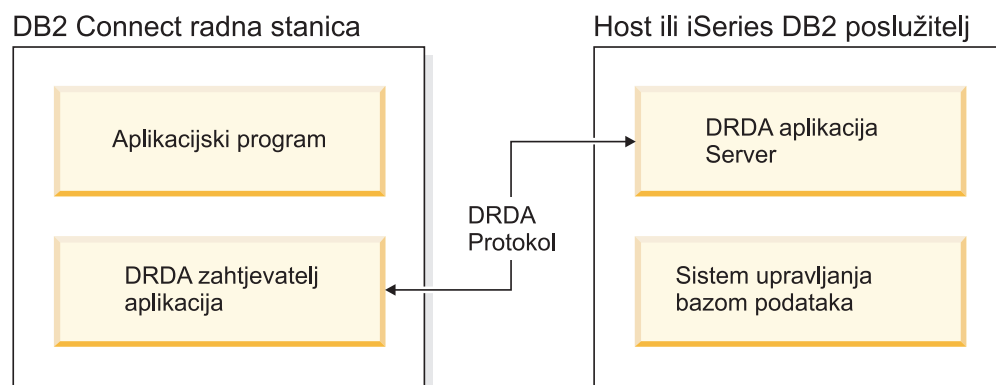 DB2 Connect radna stanica
Aplikacijski program
DRDA zahtjevatelj
aplikacija
DRDA
Protokol
Host ili iSeries DB2 poslužitelj
DRDA aplikacija
Server
Sistem upravljanja
bazom podataka